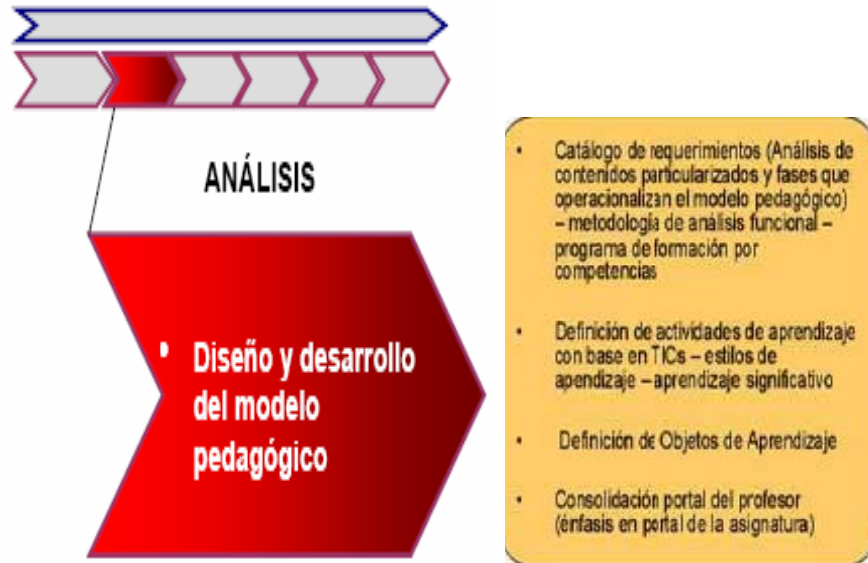 ANÁLISIS
• Diseño y desarrollo
del modelo
pedagógico
• Catálogo de requerimientos (Análisis de
contenidos particularizados y fases que
operacionalizan el modelo pedagógico)
– metodología de análisis funcional –
programa de formación por
competencias
• Definición de actividades de aprendizaje
con base en TICs – estilos de
apendizaje – aprendizaje significativo
• Definición de Objetos de Aprendizaje
• Consolidación portal del profesor
(énfasis en portal de la asignatura)